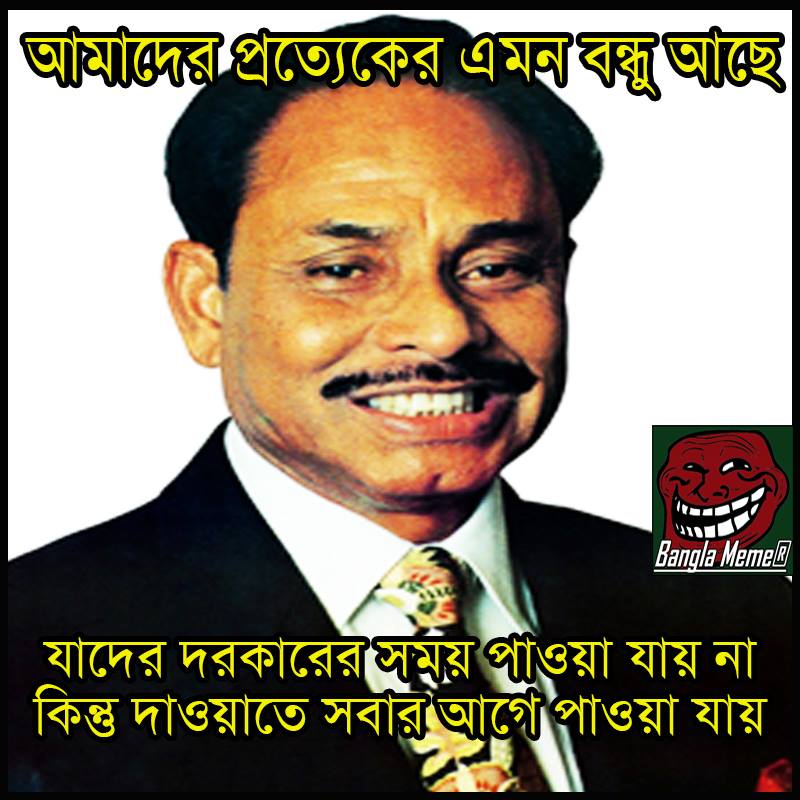 আমাদের প্রত্যেকের এমন বন্ধু আছে
Bangla Meme®
যাদের দরকারের সময় পাওয়া যায় না
কিন্তু দাওয়াতে সবার আগে পাওয়া যায়